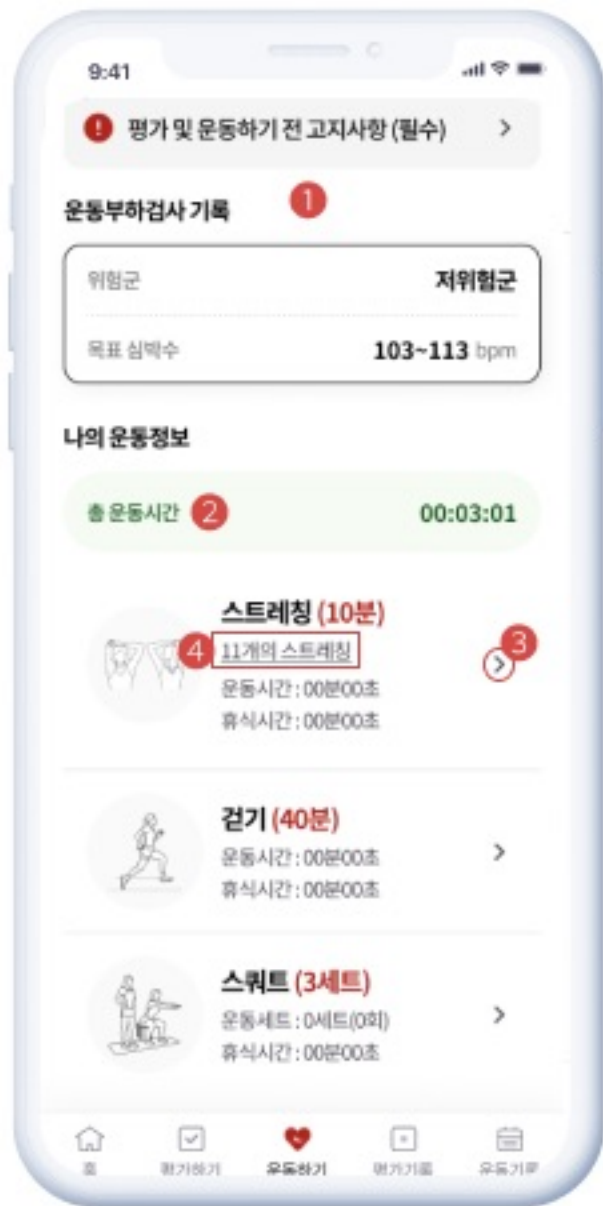 9:41
평가 및 운동하기 전 고지사항 (필수)
운동부하검사 기록 1
위험군 저위험군
목표 심박수 103~113 bpm
나의 운동정보
총 운동시간 2 00:03:01
스트레칭 (10분)
4 11개의 스트레칭 3
운동시간 : 00분00초
휴식시간 : 00분00초
걷기 (40분)
운동시간 : 00분00초
휴식시간 : 00분00초
스쿼트 (3세트)
운동세트 : 0세트(0회)
휴식시간 : 00분00초
홈 평가하기 운동하기 평가기록 운동기록